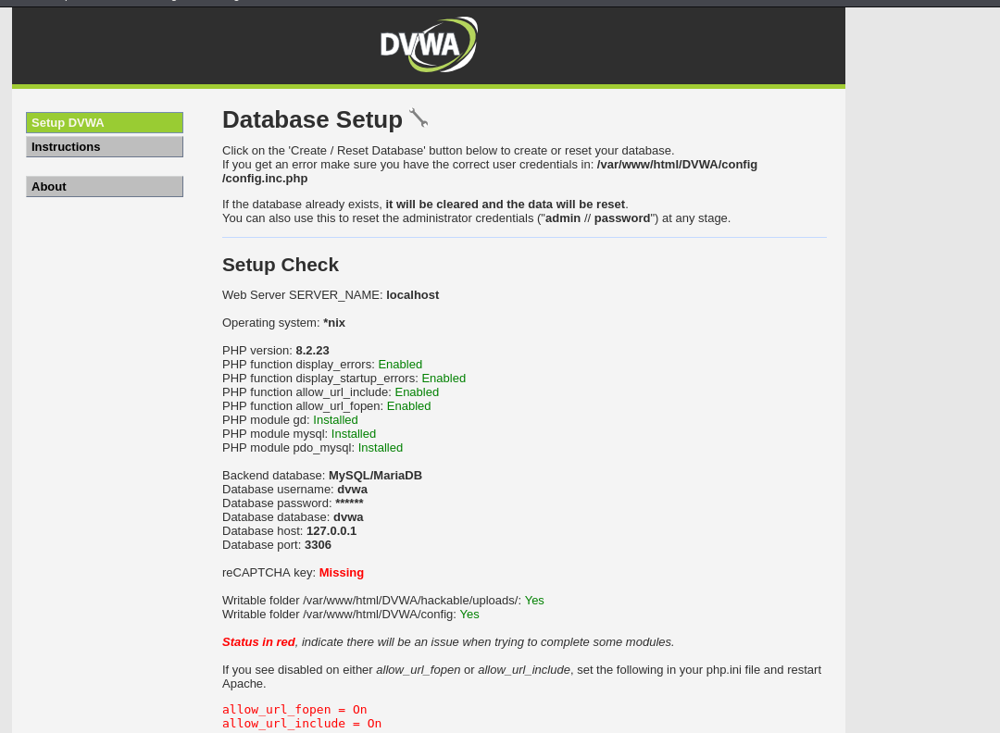 DVWA
Setup DVWA
Instructions
About
Database Setup
Click on the 'Create / Reset Database' button below to create or reset your database.
If you get an error make sure you have the correct user credentials in: /var/www/html/DVWA/config
/config.inc.php
If the database already exists, it will be cleared and the data will be reset.
You can also use this to reset the administrator credentials ("admin // password") at any stage.
Setup Check
Web Server SERVER_NAME: localhost
Operating system: *nix
PHP version: 8.2.23
PHP function display_errors: Enabled
PHP function display_startup_errors: Enabled
PHP function allow_url_include: Enabled
PHP function allow_url_fopen: Enabled
PHP module gd: Installed
PHP module mysql: Installed
PHP module pdo_mysql: Installed
Backend database: MySQL/MariaDB
Database username: dvwa
Database password: ******
Database database: dvwa
Database host: 127.0.0.1
Database port: 3306
reCAPTCHA key: Missing
Writable folder /var/www/html/DVWA/hackable/uploads/: Yes
Writable folder /var/www/html/DVWA/config: Yes
Status in red, indicate there will be an issue when trying to complete some modules.
If you see disabled on either allow_url_fopen or allow_url_include, set the following in your php.ini file and restart
Apache.
allow_url_fopen = On
allow_url_include = On